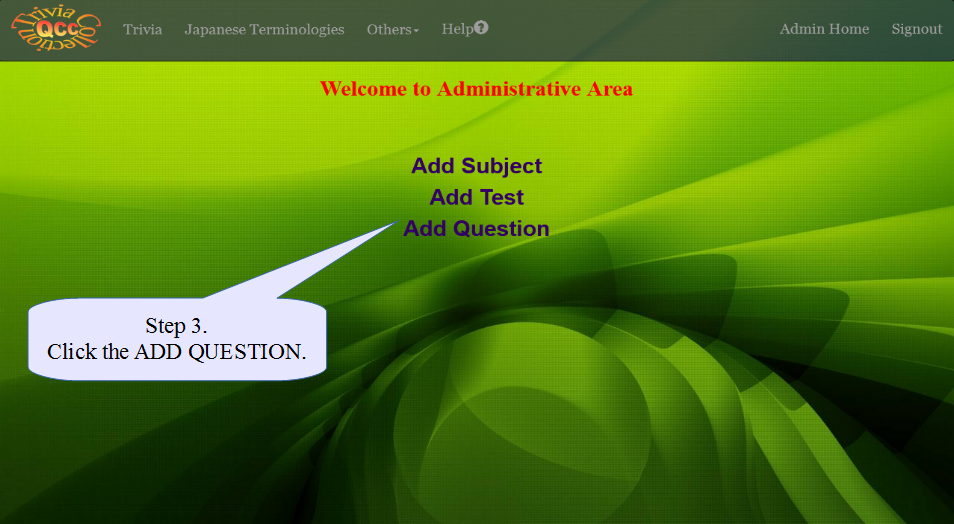 Trivia
QCC
Collection
Trivia Japanese Terminologies Others Help Admin Home Signout
Welcome to Administrative Area
Add Subject
Add Test
Add Question
Step 3.
Click the ADD QUESTION.